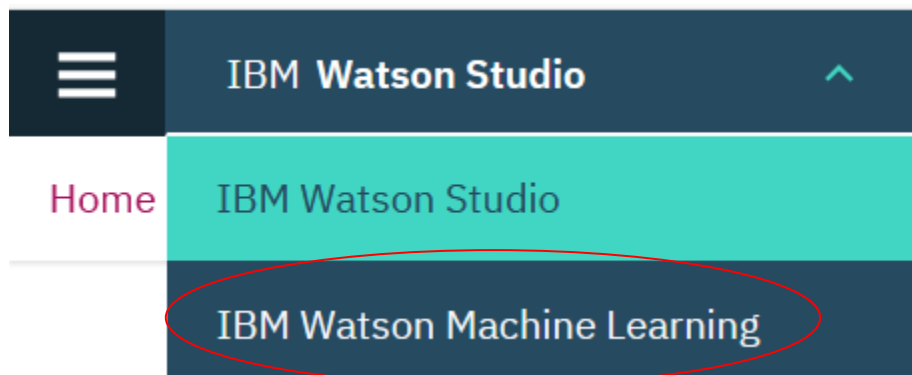 IBM Watson Studio
Home
IBM Watson Studio
IBM Watson Machine Learning